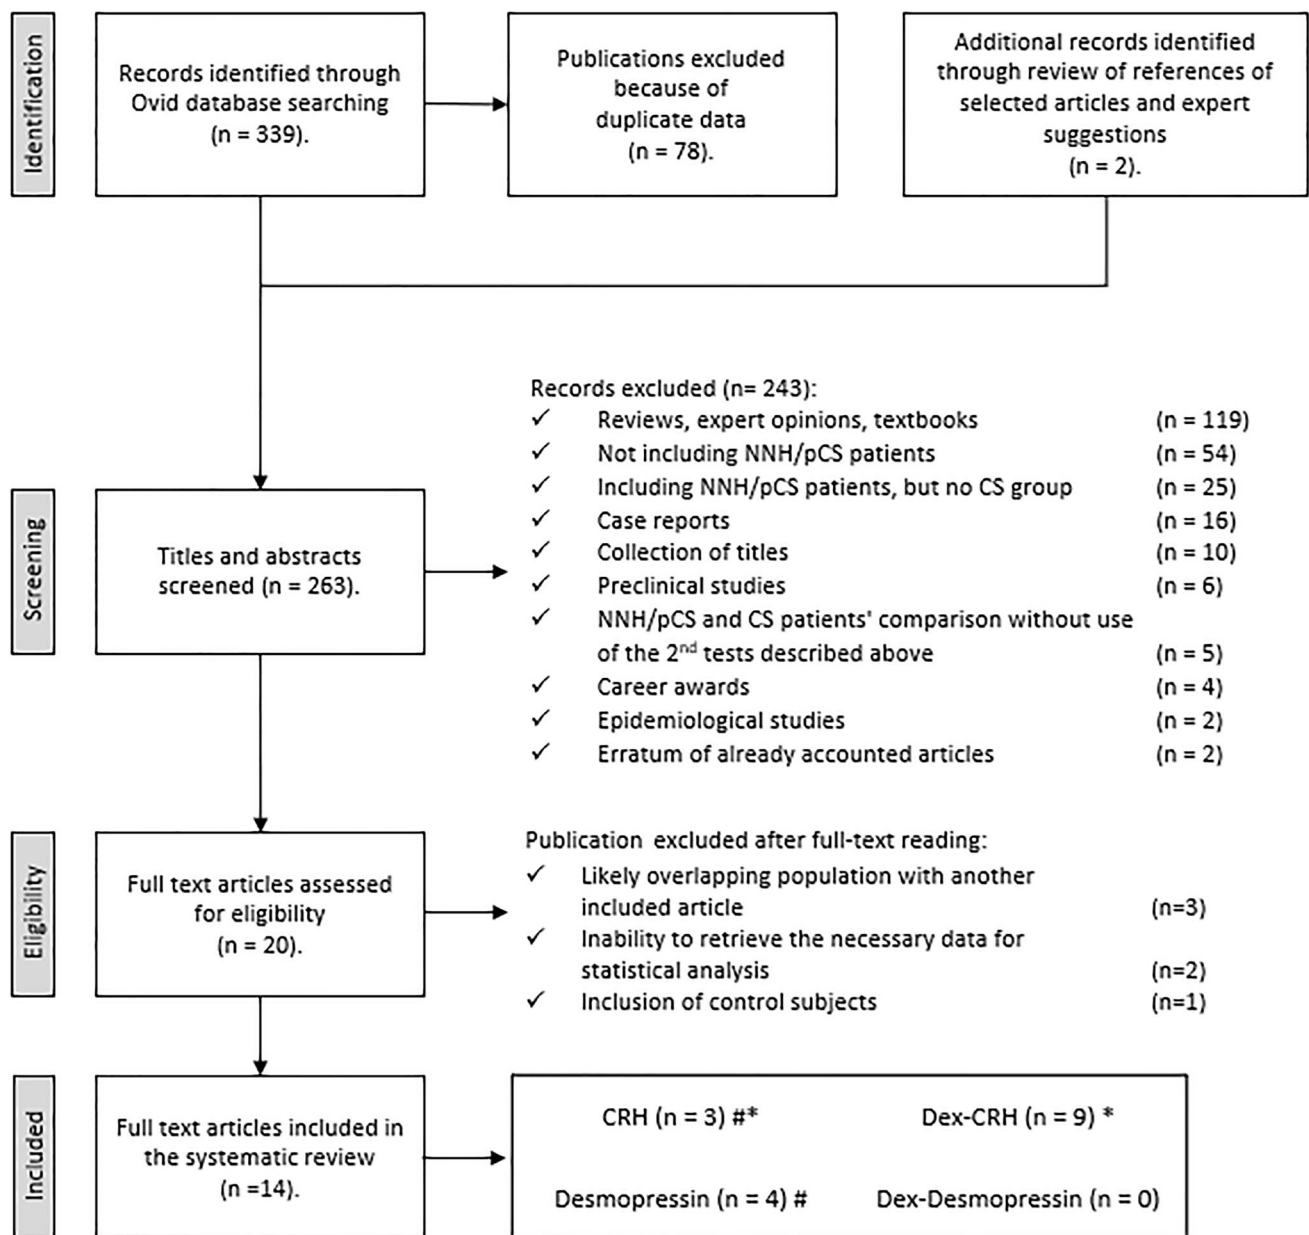 Identification
Records identified through
Ovid database searching
(n = 339).
Publications excluded
because of
duplicate data
(n = 78).
Additional records identified
through review of references of
selected articles and expert
suggestions
(n = 2).
Screening
Titles and abstracts
screened (n = 263).
Records excluded (n= 243):
✓ Reviews, expert opinions, textbooks (n = 119)
✓ Not including NNH/pCS patients (n = 54)
✓ Including NNH/pCS patients, but no CS group (n = 25)
✓ Case reports (n = 16)
✓ Collection of titles (n = 10)
✓ Preclinical studies (n = 6)
✓ NNH/pCS and CS patients' comparison without use
of the 2nd tests described above (n = 5)
✓ Career awards (n = 4)
✓ Epidemiological studies (n = 2)
✓ Erratum of already accounted articles (n = 2)
Eligibility
Full text articles assessed
for eligibility
(n = 20).
Publication excluded after full-text reading:
✓ Likely overlapping population with another
included article (n=3)
✓ Inability to retrieve the necessary data for
statistical analysis (n=2)
✓ Inclusion of control subjects (n=1)
Included
Full text articles included in
the systematic review
(n =14).
CRH (n = 3) #* Dex-CRH (n = 9) *
Desmopressin (n = 4) # Dex-Desmopressin (n = 0)